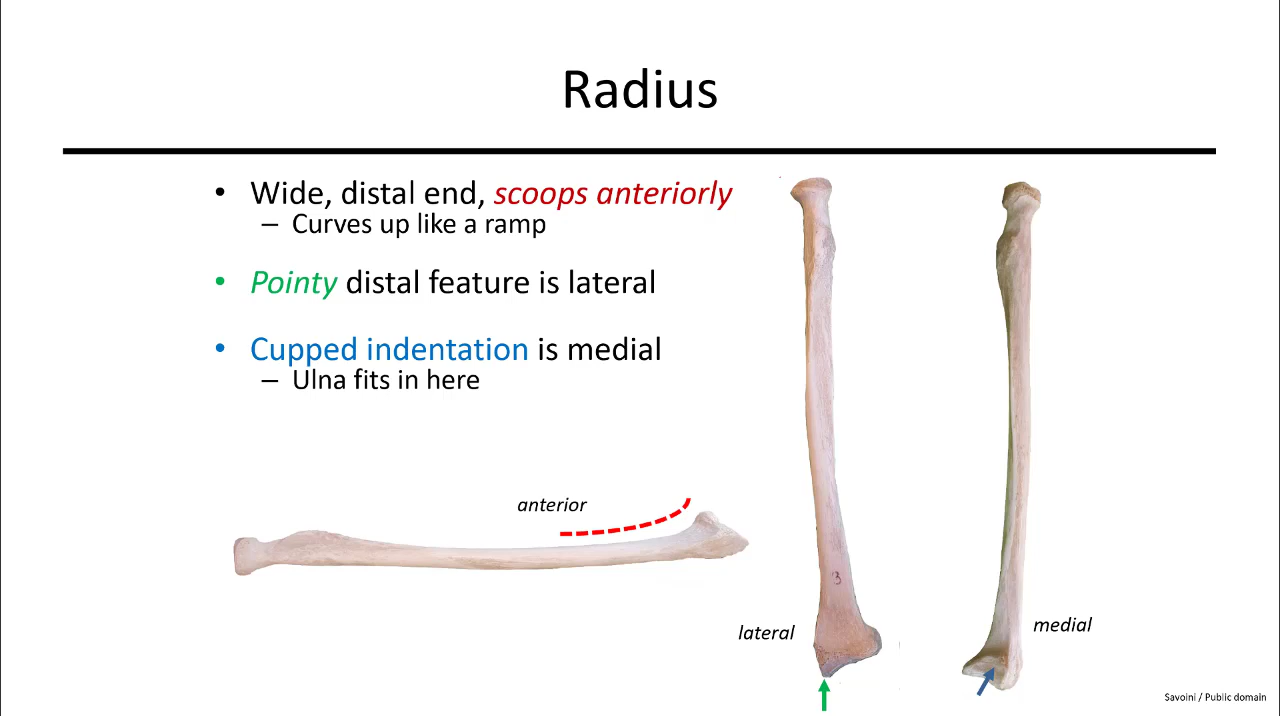 Radius
• Wide, distal end, scoops anteriorly
– Curves up like a ramp
• Pointy distal feature is lateral
• Cupped indentation is medial
– Ulna fits in here
anterior
3
lateral
medial
Savoini / Public domain